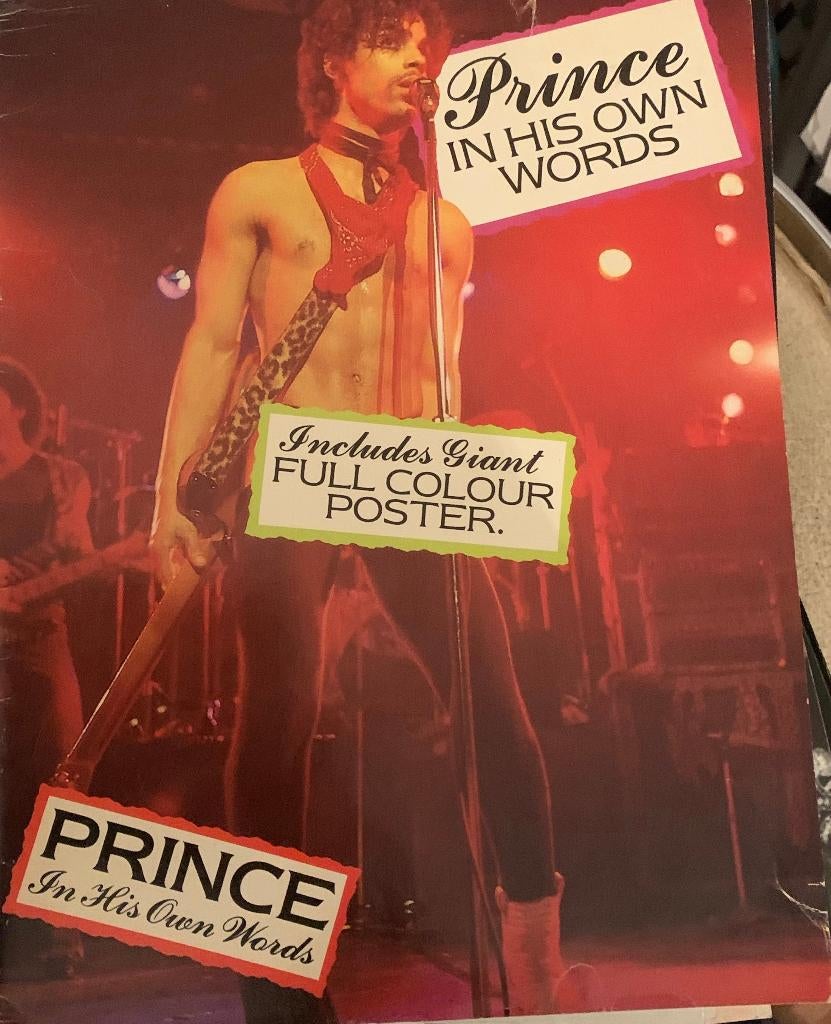 Prince
IN HIS OWN
WORDS
Includes Giant
FULL COLOUR
POSTER.
PRINCE
In His Own Words